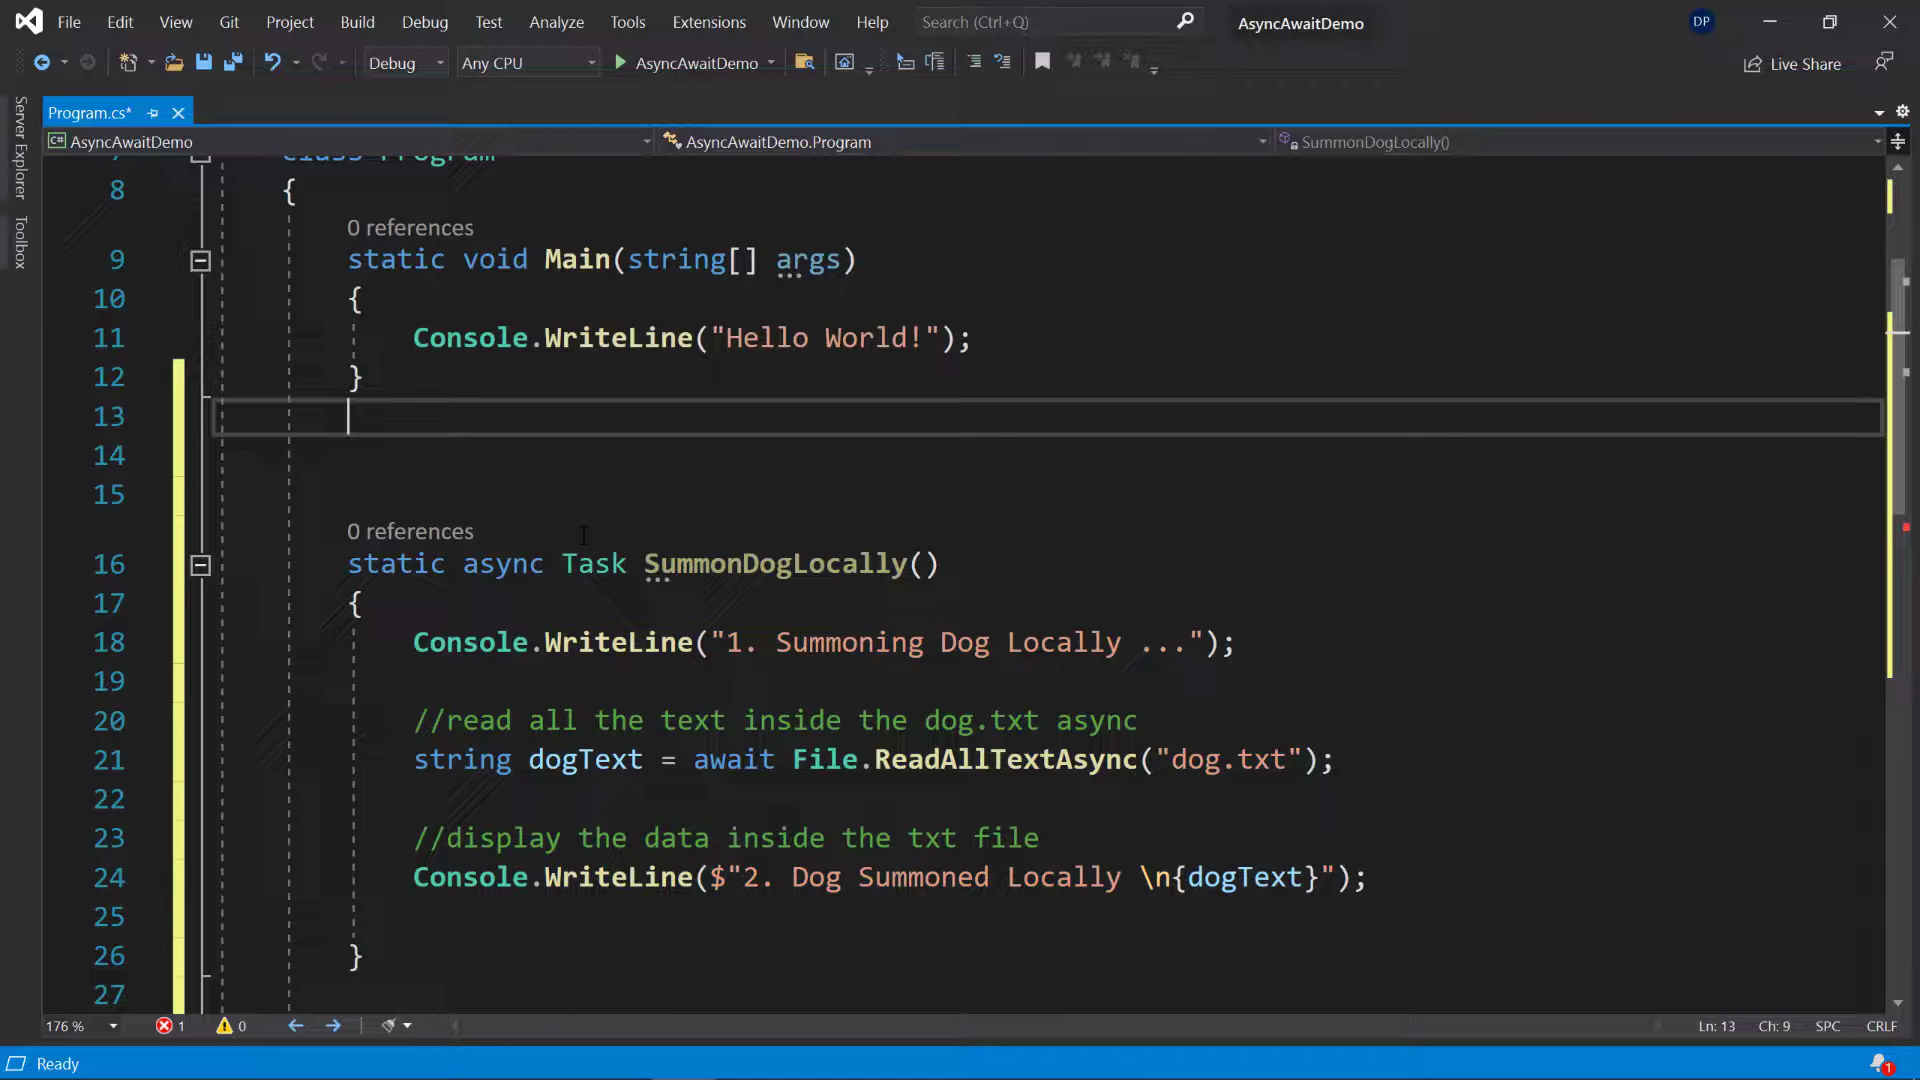 File Edit View Git Project Build Debug Test Analyze Tools Extensions Window Help Search (Ctrl+Q) AsyncAwaitDemo DP
Debug Any CPU AsyncAwaitDemo Live Share
Server Explorer
Toolbox
Program.cs*
C# AsyncAwaitDemo AsyncAwaitDemo.Program SummonDogLocally()
7 class Program
8 {
0 references
9 static void Main(string[] args)
10 {
11 Console.WriteLine("Hello World!");
12 }
13
14
15
0 references
16 static async Task SummonDogLocally()
17 {
18 Console.WriteLine("1. Summoning Dog Locally ...");
19
20 //read all the text inside the dog.txt async
21 string dogText = await File.ReadAllTextAsync("dog.txt");
22
23 //display the data inside the txt file
24 Console.WriteLine($"2. Dog Summoned Locally \n{dogText}");
25
26 }
27
176 % 1 0 Ln: 13 Ch: 9 SPC CRLF
Ready 1